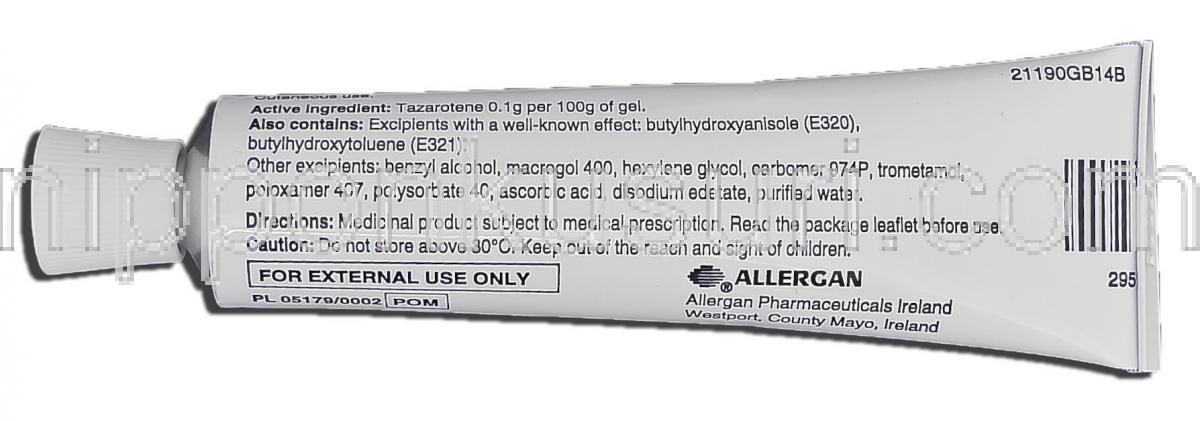 21190GB14B
Cutaneous use.
Active ingredient: Tazarotene 0.1g per 100g of gel.
Also contains: Excipients with a well-known effect: butylhydroxyanisole (E320),
butylhydroxytoluene (E321).
Other excipients: benzyl alcohol, macrogol 400, hexylene glycol, carbomer 974P, trometamol,
poloxamer 407, polysorbate 40, ascorbic acid, disodium edetate, purified water.
Directions: Medicinal product subject to medical prescription. Read the package leaflet before use.
Caution: Do not store above 30°C. Keep out of the reach and sight of children.
FOR EXTERNAL USE ONLY
PL 05179/0002 POM
ALLERGAN
Allergan Pharmaceuticals Ireland
Westport, County Mayo, Ireland
295
nipponkusuri.com